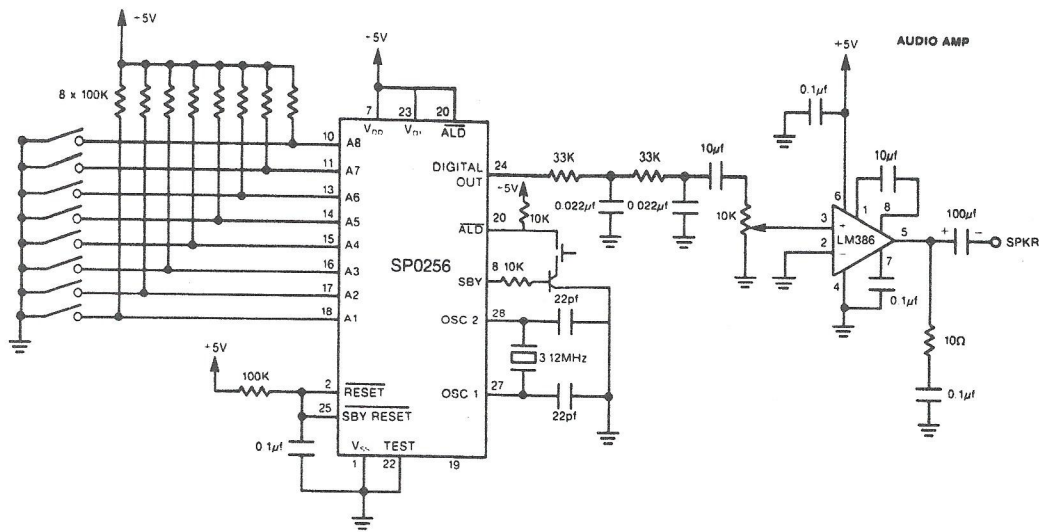 +5V
8 x 100K
-5V
7
23
20
VDD
VD1
ALD
AUDIO AMP
+5V
0.1µf
10 A8
11 A7
13 A6
14 A5
15 A4
16 A3
17 A2
18 A1
SP0256
DIGITAL
OUT
24
33K
33K
10µf
0.022µf
0 022µf
10K
-5V
10K
20
ALD
SBY
8 10K
22pf
OSC 2
28
3 12MHz
OSC 1
27
22pf
+5V
100K
2
RESET
25
SBY RESET
0 1µf
TEST
1
22
19
6
1
10µf
8
3
+
LM386
2
−
5
7
4
0.1µf
100µf
+
−
SPKR
10Ω
0.1µf